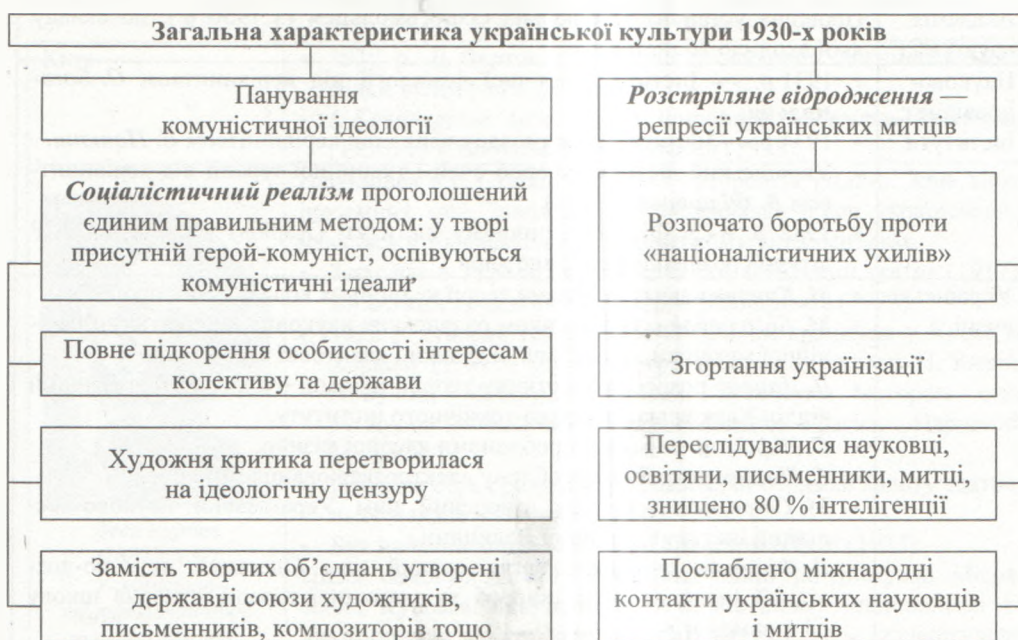 Загальна характеристика української культури 1930-х років
Панування
комуністичної ідеології
Соціалістичний реалізм проголошений
єдиним правильним методом: у творі
присутній герой-комуніст, оспівуються
комуністичні ідеали
Повне підкорення особистості інтересам
колективу та держави
Художня критика перетворилася
на ідеологічну цензуру
Замість творчих об’єднань утворені
державні союзи художників,
письменників, композиторів тощо
Розстріляне відродження —
репресії українських митців
Розпочато боротьбу проти
«націоналістичних ухилів»
Згортання українізації
Переслідувалися науковці,
освітяни, письменники, митці,
знищено 80 % інтелігенції
Послаблено міжнародні
контакти українських науковців
і митців